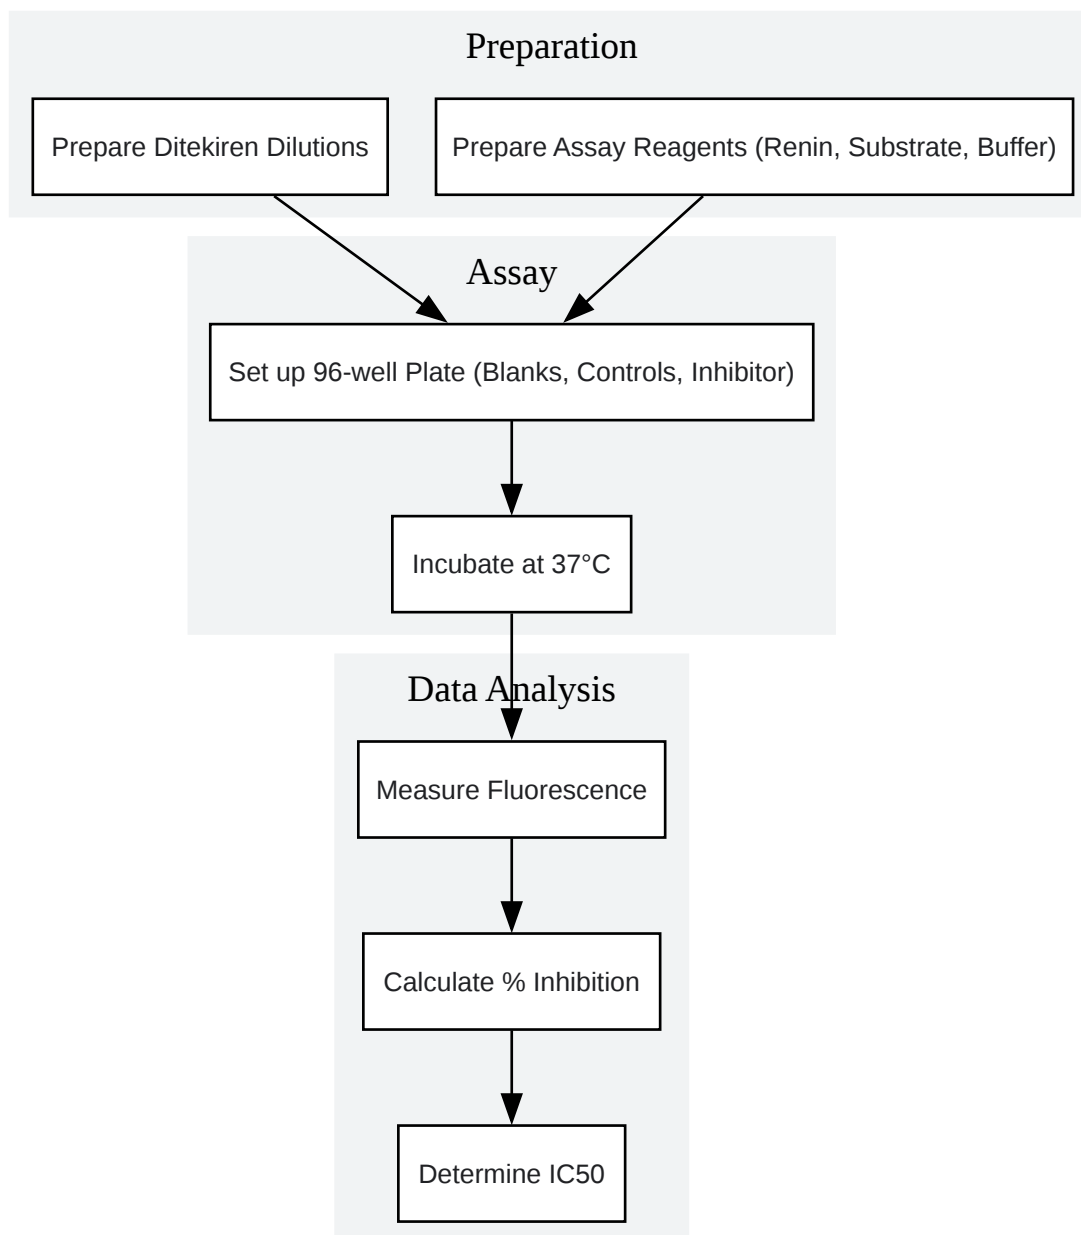 Preparation
Prepare Ditekiren Dilutions
Prepare Assay Reagents (Renin, Substrate, Buffer)
Assay
Set up 96-well Plate (Blanks, Controls, Inhibitor)
Incubate at 37°C
Data Analysis
Measure Fluorescence
Calculate % Inhibition
Determine IC50